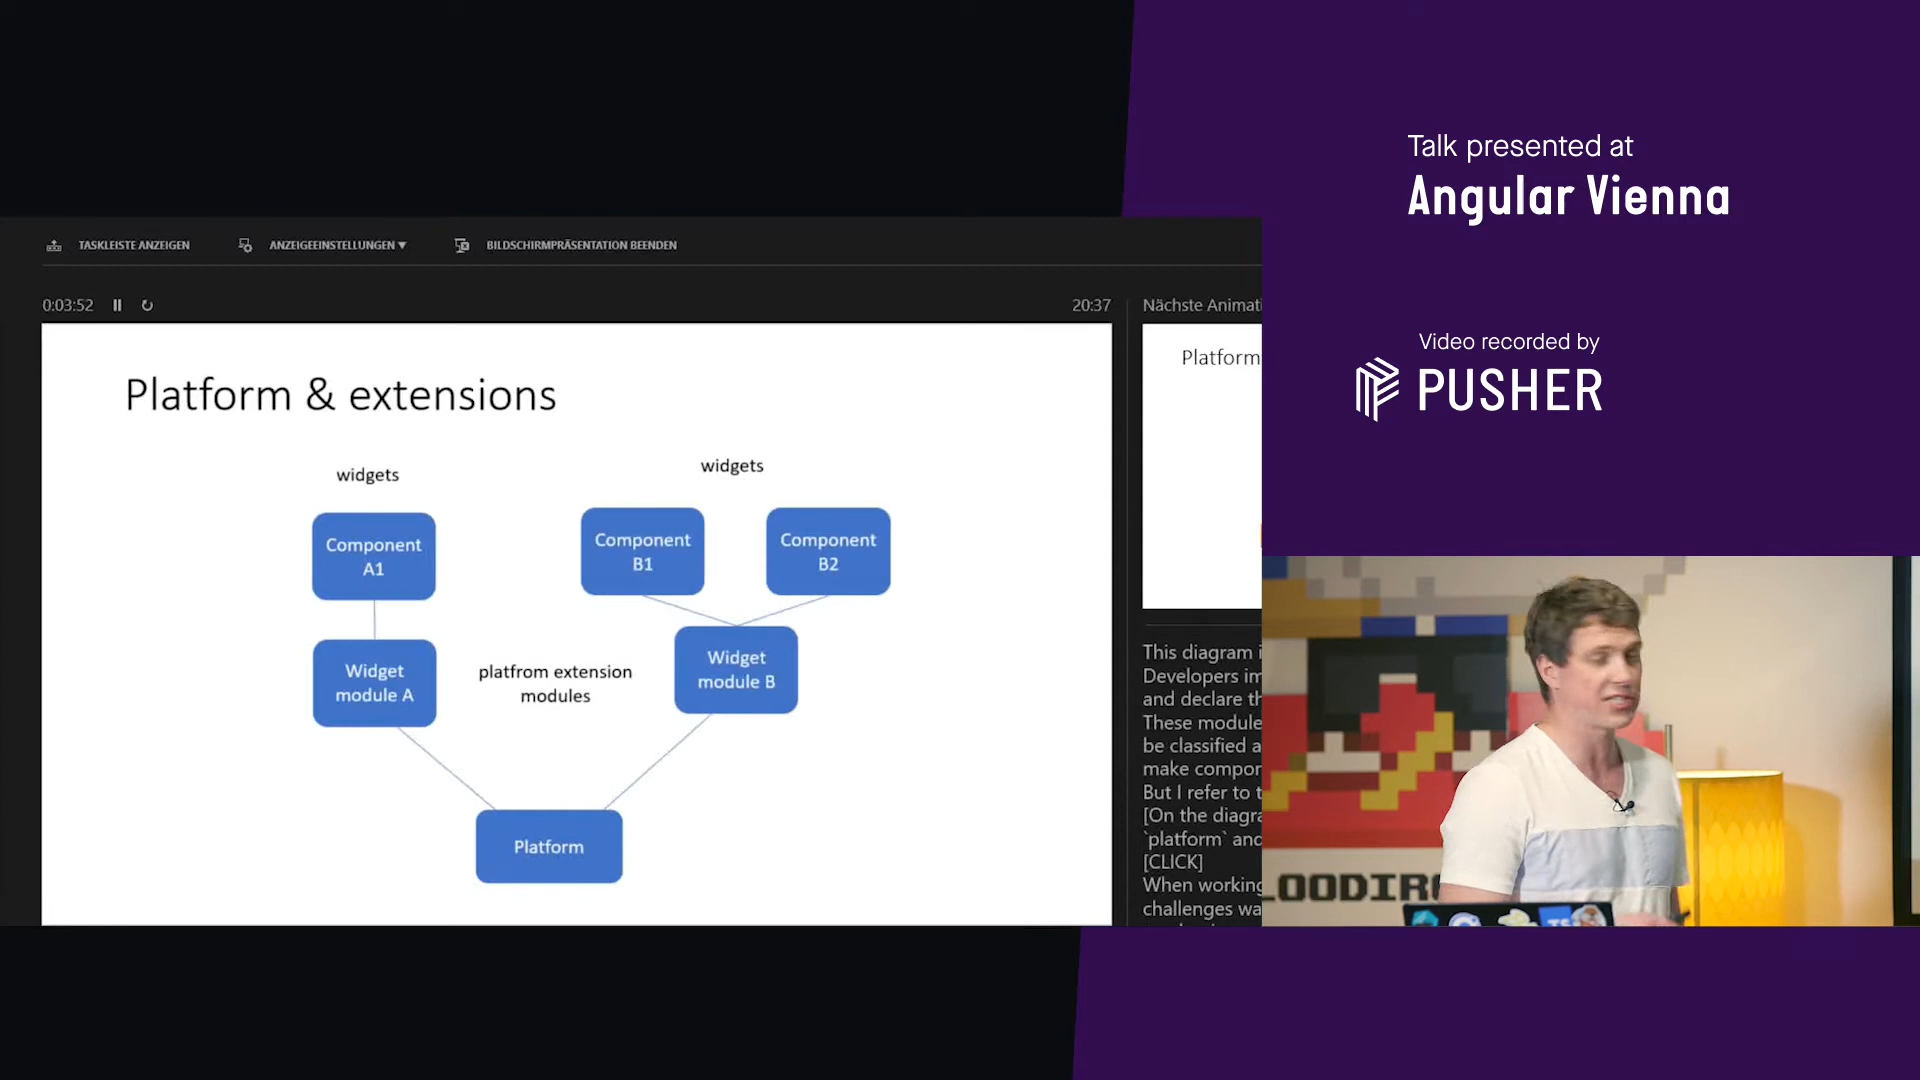 Talk presented at
Angular Vienna
Video recorded by
PUSHER
TASKLEISTE ANZEIGEN
ANZEIGEEINSTELLUNGEN
BILDSCHIRMPRÄSENTATION BEENDEN
0:03:52
20:37
Nächste Animati
Platform & extensions
widgets
widgets
Component
A1
Component
B1
Component
B2
Widget
module A
platfrom extension
modules
Widget
module B
Platform
Platform
This diagram i
Developers im
and declare th
These module
be classified a
make compor
But I refer to t
[On the diagra
`platform` and
[CLICK]
When working
challenges wa
LOODIR
TS